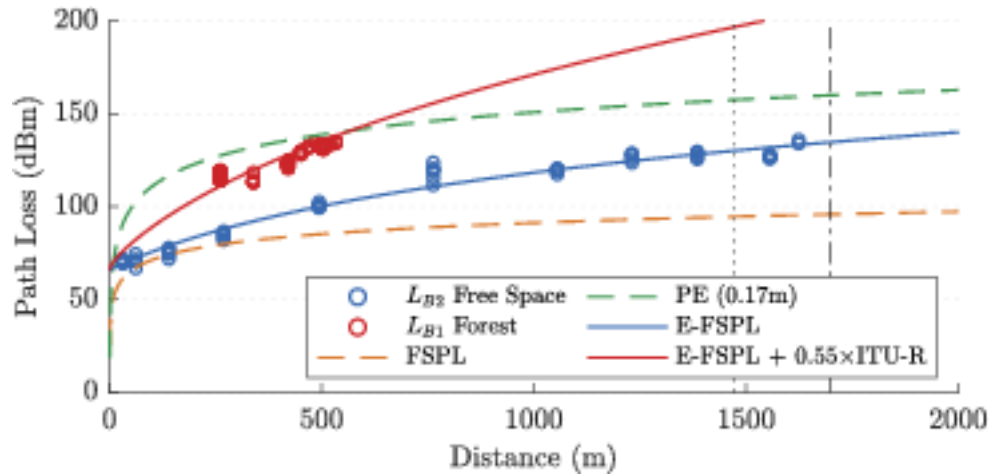 200
150
100
50
0
Path Loss (dBm)
L_B2 Free Space
L_B1 Forest
FSPL
PE (0.17m)
E-FSPL
E-FSPL + 0.55×ITU-R
0 500 1000 1500 2000
Distance (m)